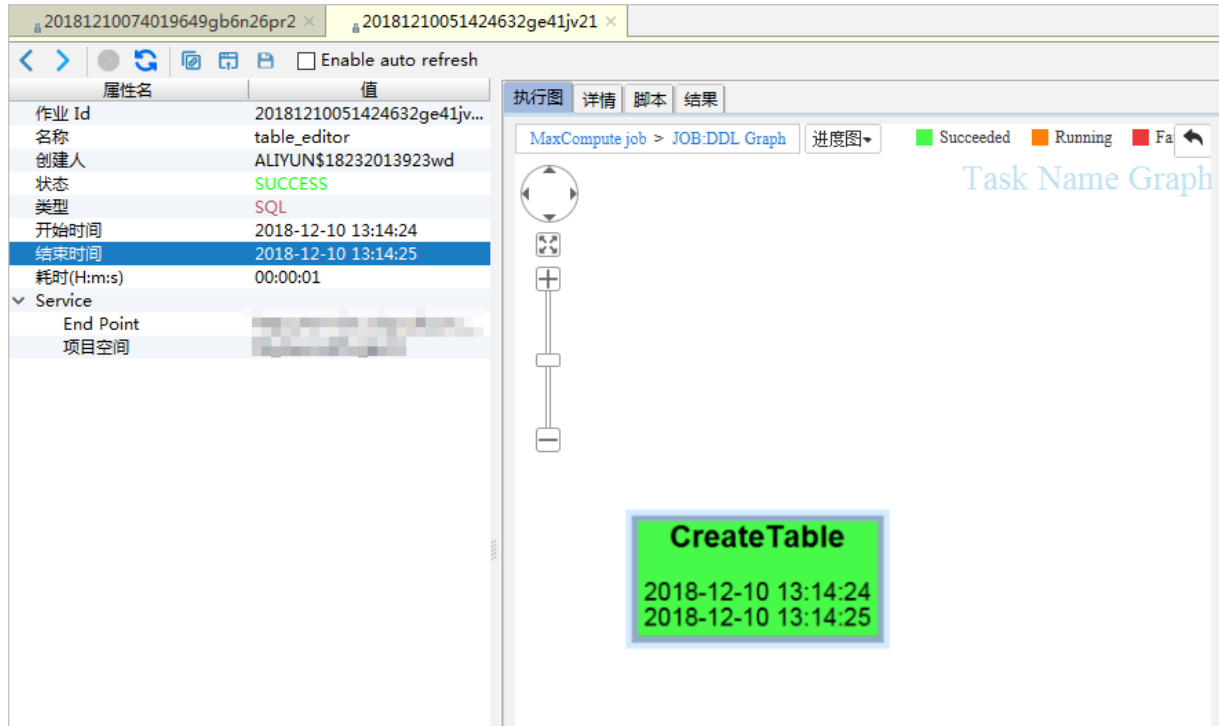 20181210074019649gb6n26pr2 20181210051424632ge41jv21
Enable auto refresh
属性名 值
作业 Id 20181210051424632ge41jv...
名称 table_editor
创建人 ALIYUN$18232013923wd
状态 SUCCESS
类型 SQL
开始时间 2018-12-10 13:14:24
结束时间 2018-12-10 13:14:25
耗时(H:m:s) 00:00:01
Service
End Point
项目空间
执行图 详情 脚本 结果
MaxCompute job > JOB:DDL Graph 进度图 Succeeded Running Fa
Task Name Graph
CreateTable
2018-12-10 13:14:24
2018-12-10 13:14:25